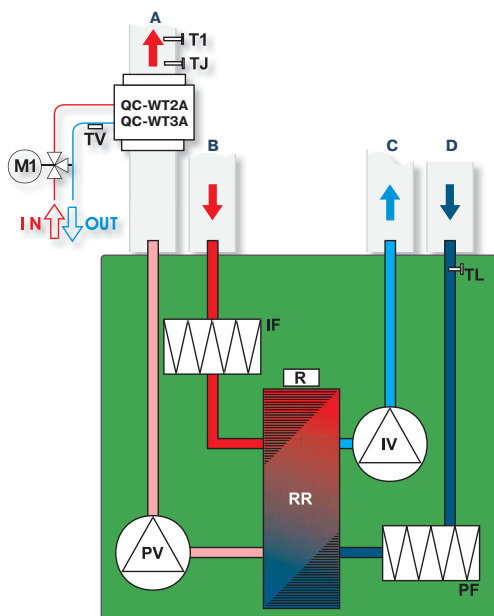 A
T1
TJ
QC-WT2A
QC-WT3A
TV
B
C
D
M1
IN
OUT
TL
IF
R
IV
RR
PV
PF